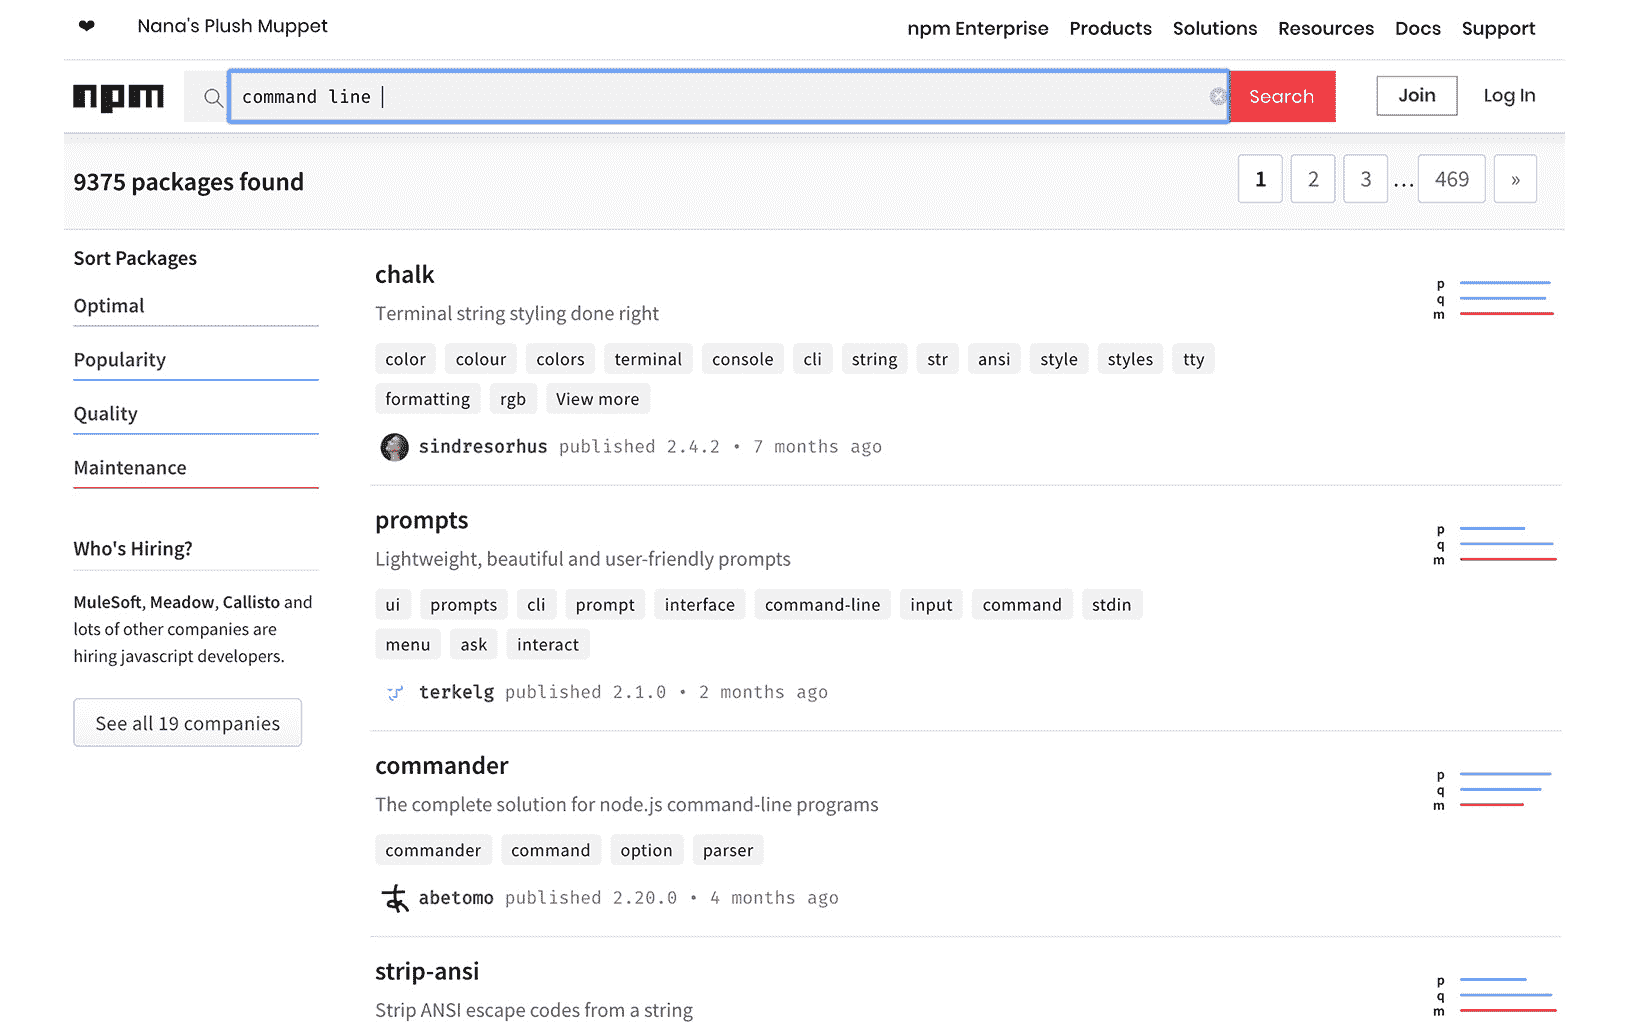 ❤ Nana's Plush Muppet npm Enterprise Products Solutions Resources Docs Support
npm command line Search Join Log In
9375 packages found 1 2 3 … 469 »
Sort Packages
Optimal
Popularity
Quality
Maintenance
Who's Hiring?
MuleSoft, Meadow, Callisto and
lots of other companies are
hiring javascript developers.
See all 19 companies
chalk
Terminal string styling done right
color colour colors terminal console cli string str ansi style styles tty
formatting rgb View more
sindresorhus published 2.4.2 • 7 months ago
p
q
m
prompts
Lightweight, beautiful and user-friendly prompts
ui prompts cli prompt interface command-line input command stdin
menu ask interact
terkelg published 2.1.0 • 2 months ago
p
q
m
commander
The complete solution for node.js command-line programs
commander command option parser
abetomo published 2.20.0 • 4 months ago
p
q
m
strip-ansi
Strip ANSI escape codes from a string
p
q
m